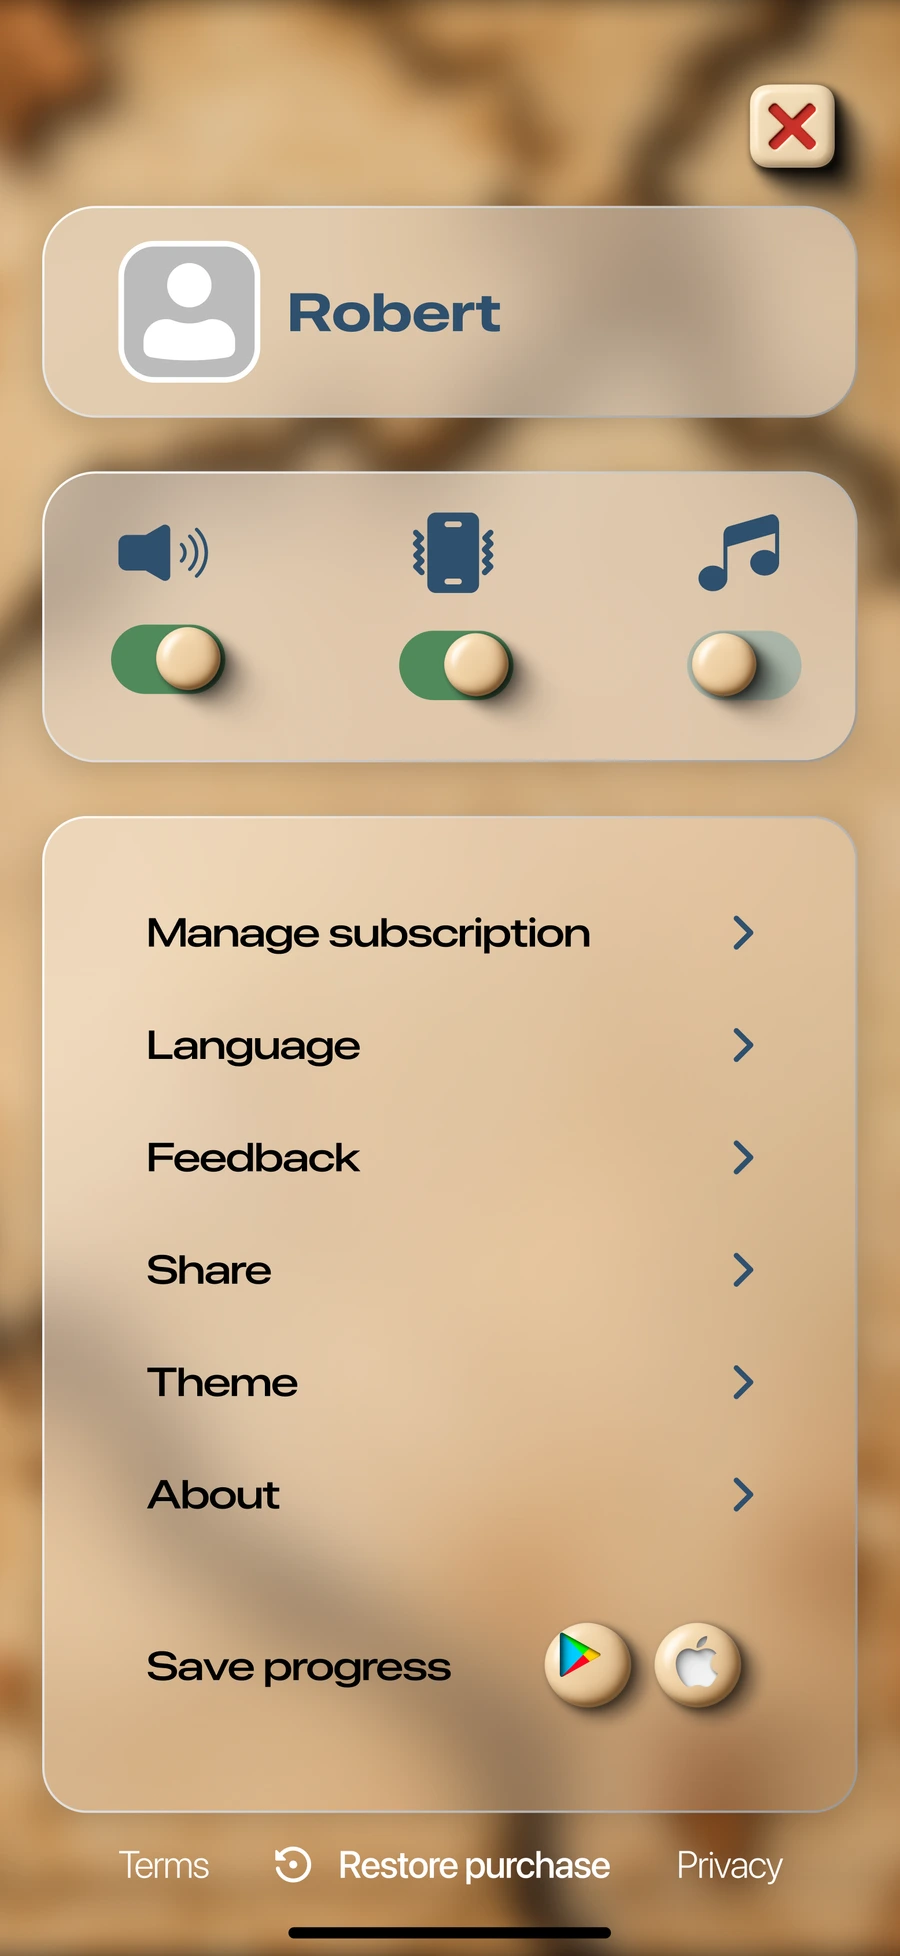 Robert
Manage subscription
Language
Feedback
Share
Theme
About
Save progress
Terms
Restore purchase
Privacy